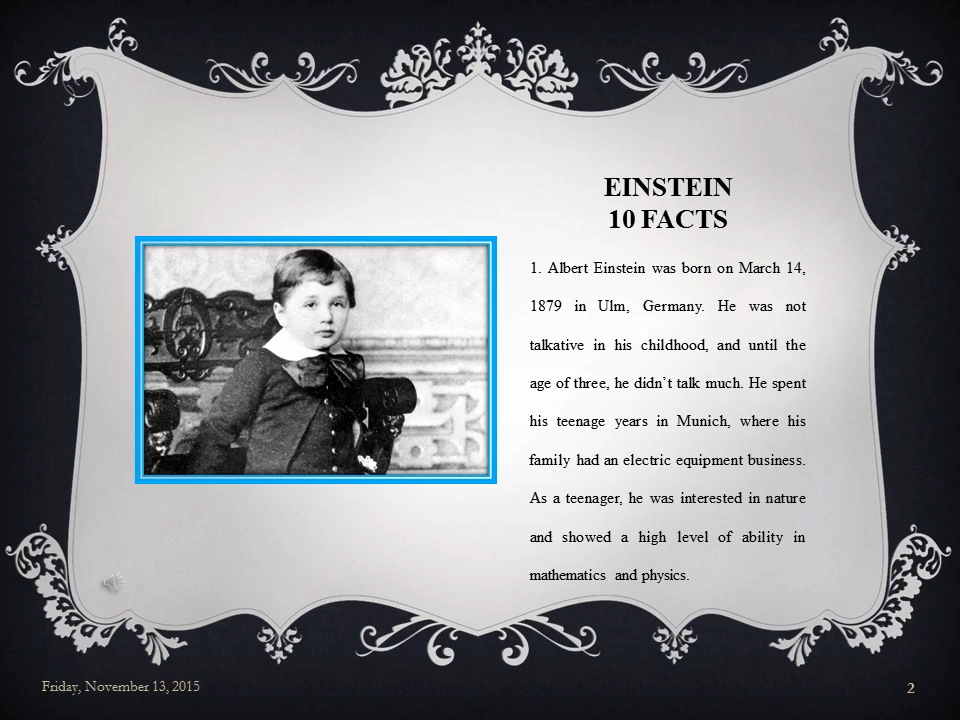 EINSTEIN
10 FACTS
1. Albert Einstein was born on March 14,
1879 in Ulm, Germany. He was not
talkative in his childhood, and until the
age of three, he didn’t talk much. He spent
his teenage years in Munich, where his
family had an electric equipment business.
As a teenager, he was interested in nature
and showed a high level of ability in
mathematics and physics.
Friday, November 13, 2015
2